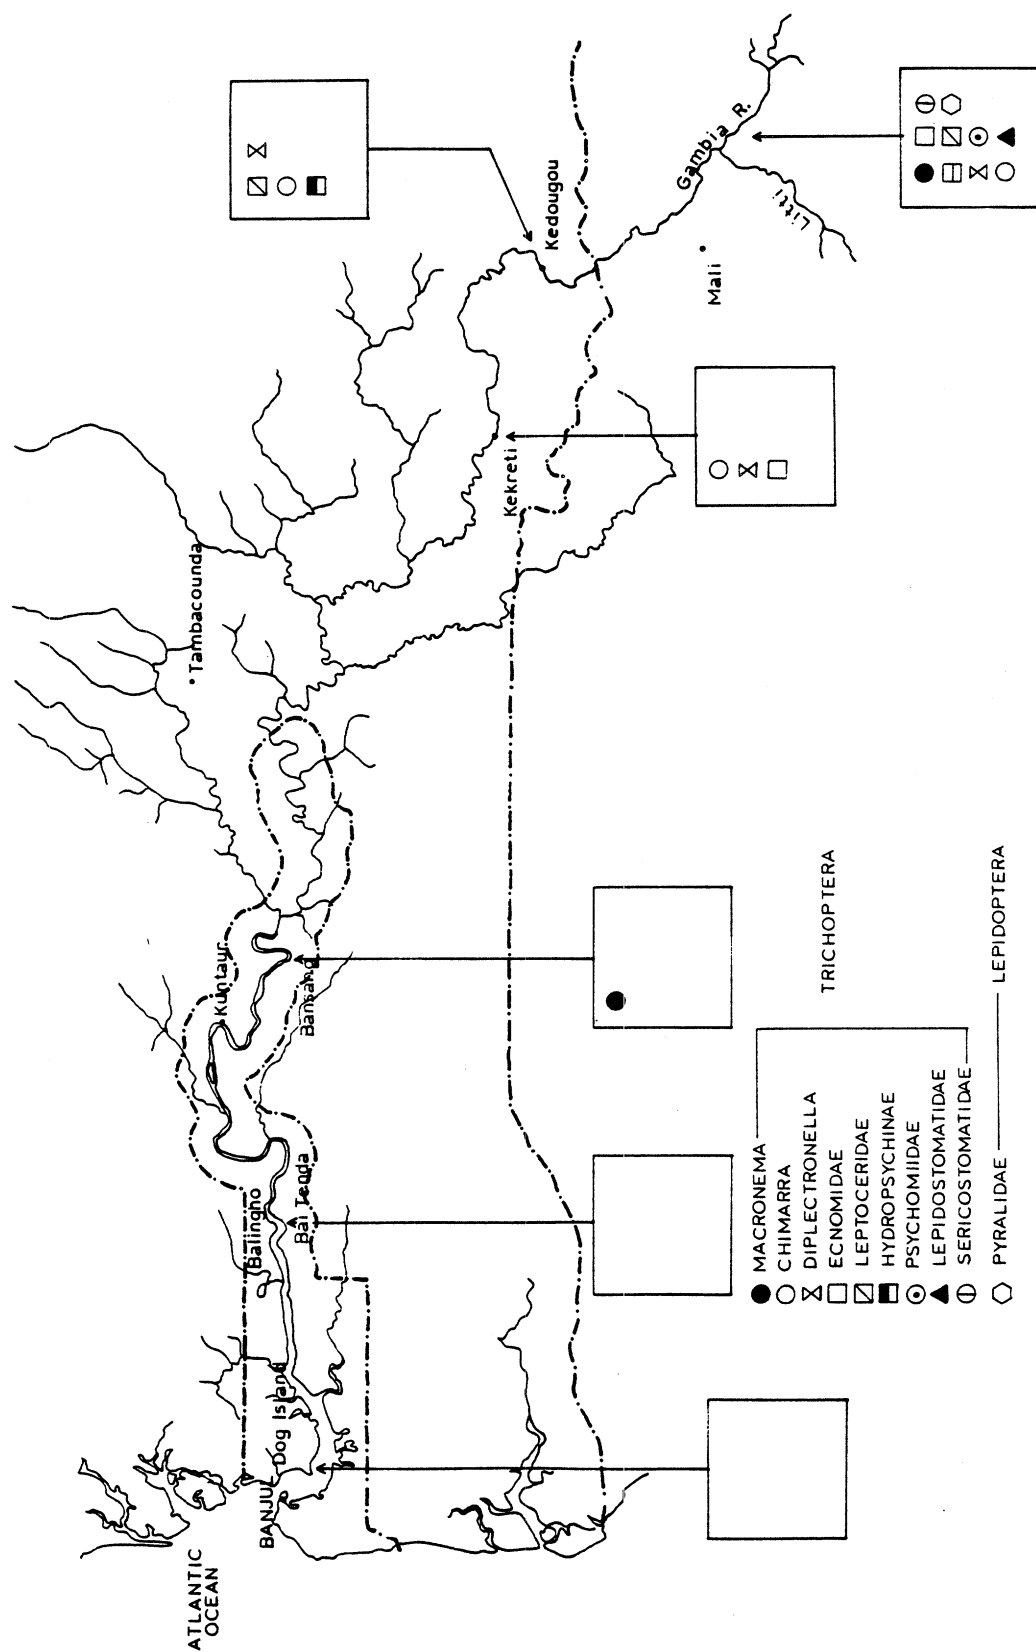 ATLANTIC
OCEAN
BANJUL
Dog Island
Balingho
Bai Tenda
Kuntaur
Bansang
Tambacounda
Kekreti
Kedougou
Mali
Gambia R.
Litti
MACRONEMA
CHIMARRA
DIPLECTRONELLA
ECNOMIDAE
LEPTOCERIDAE
HYDROPSYCHINAE
PSYCHOMIIDAE
LEPIDOSTOMATIDAE
SERICOSTOMATIDAE
TRICHOPTERA
PYRALIDAE
LEPIDOPTERA